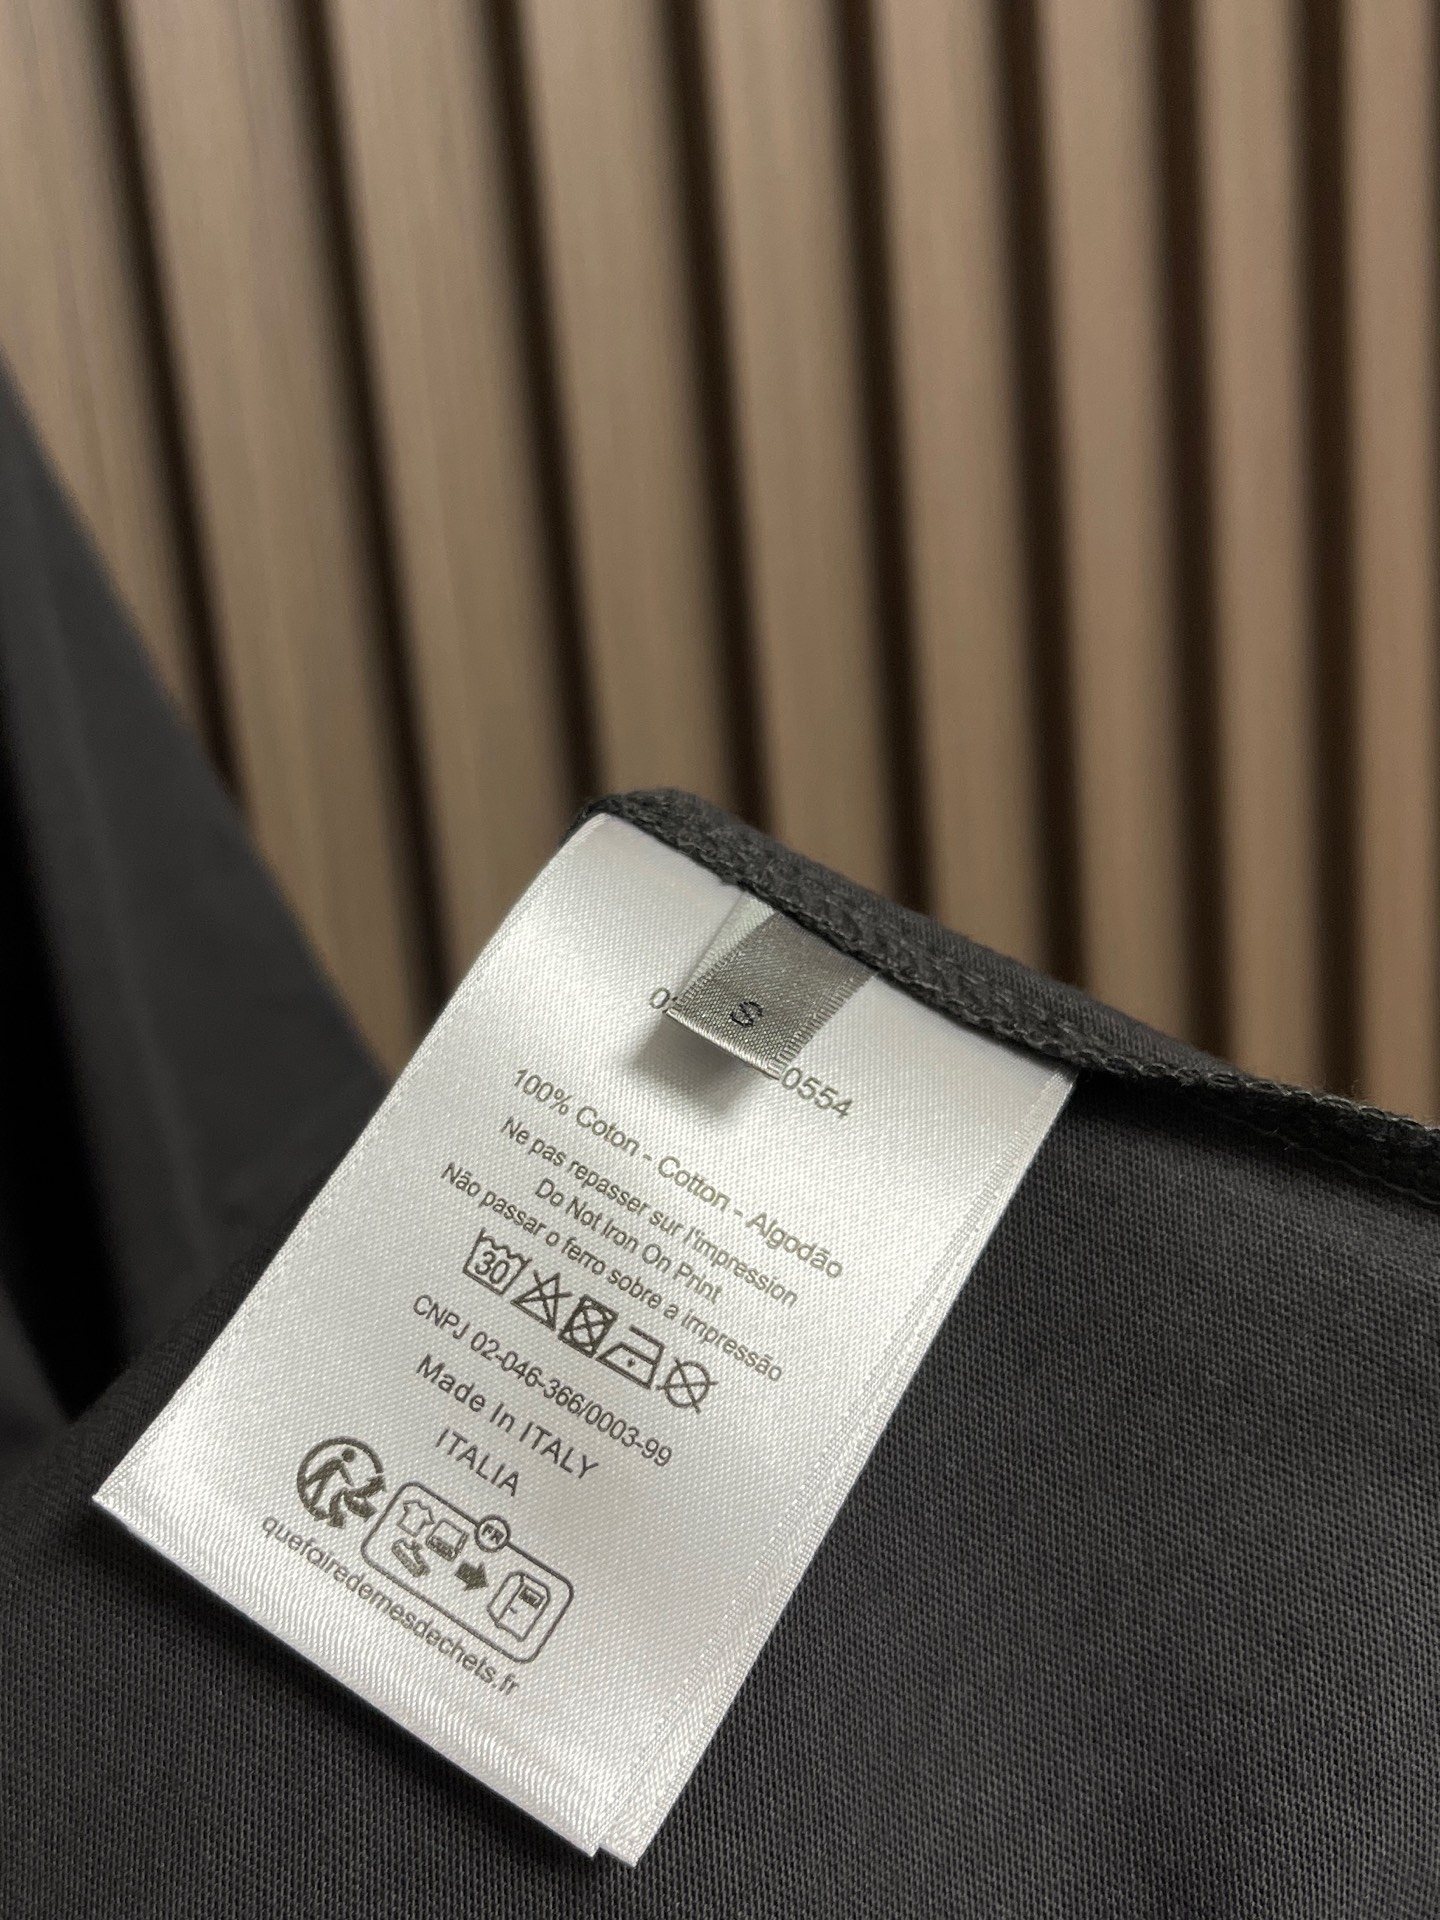 S
0554
100% Coton - Cotton - Algodão
Ne pas repasser sur l'impression
Do Not Iron On Print
Não passar o ferro sobre a impressão
30
CNPJ 02-046-366/0003-99
Made In ITALY
ITALIA
FR
quefairedemesdechets.fr